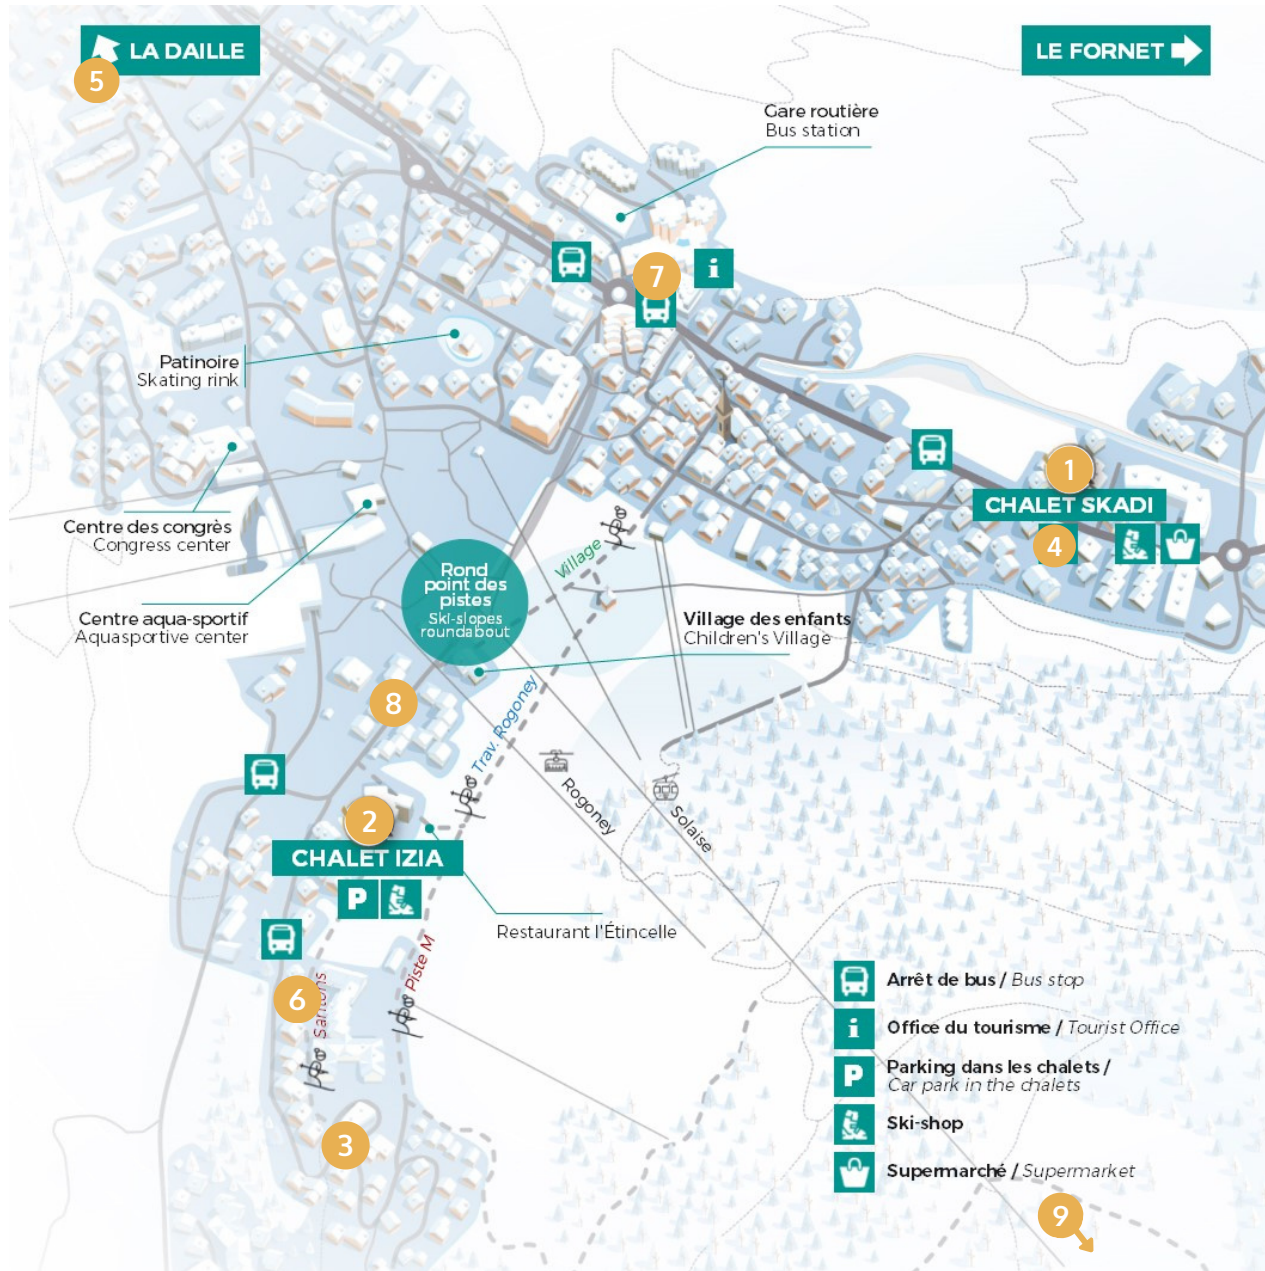 LA DAILLE
LE FORNET
5
Gare routière
Bus station
7
i
Patinoire
Skating rink
1
CHALET SKADI
4
Centre des congrès
Congress center
Village
Rond
point des
pistes
Ski-slopes
roundabout
Centre aqua-sportif
Aquasportive center
Village des enfants
Children's Village
8
Trav. Rogoney
Rogoney
Solaise
2
CHALET IZIA
P
Restaurant l'Étincelle
Piste M
6
Santons
Arrêt de bus / Bus stop
i
Office du tourisme / Tourist Office
P
Parking dans les chalets /
Car park in the chalets
Ski-shop
3
Supermarché / Supermarket
9